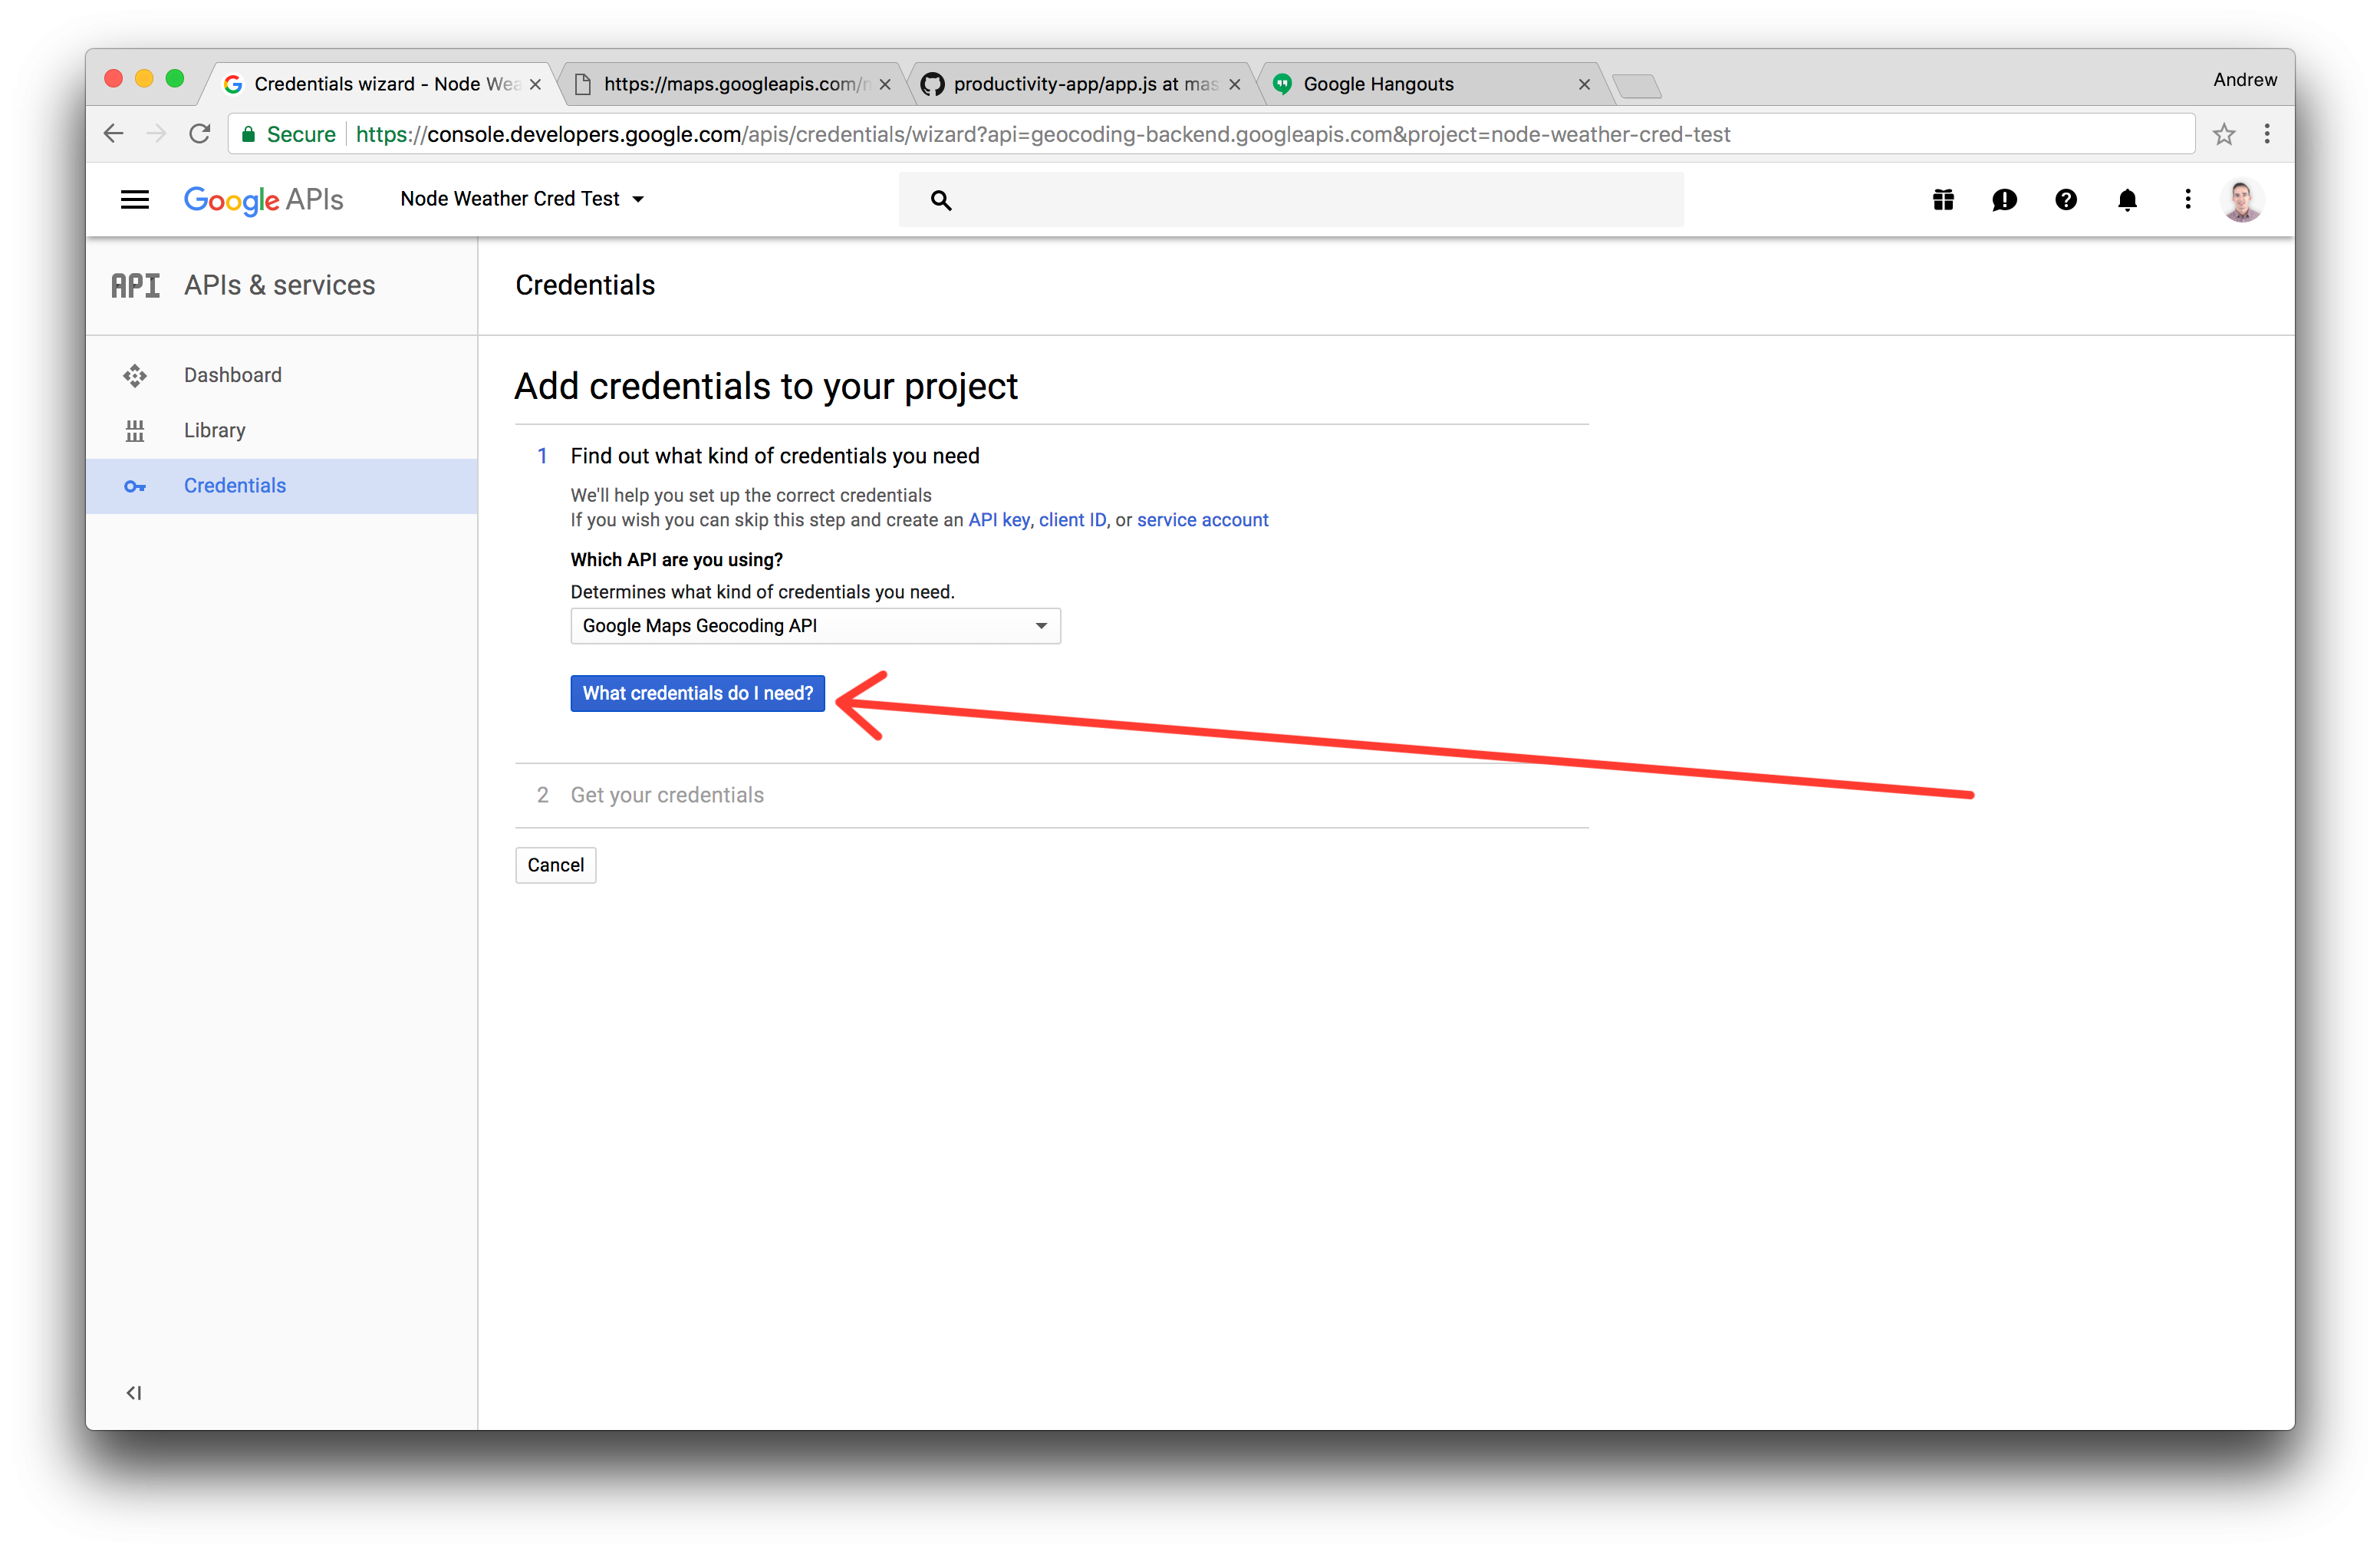 Credentials wizard - Node Wea
https://maps.googleapis.com/
productivity-app/app.js at mas
Google Hangouts
Andrew
Secure
https://console.developers.google.com/apis/credentials/wizard?api=geocoding-backend.googleapis.com&project=node-weather-cred-test
Google APIs
Node Weather Cred Test
API
APIs & services
Credentials
Dashboard
Library
Credentials
Add credentials to your project
1 Find out what kind of credentials you need
We'll help you set up the correct credentials
If you wish you can skip this step and create an API key, client ID, or service account
Which API are you using?
Determines what kind of credentials you need.
Google Maps Geocoding API
What credentials do I need?
2 Get your credentials
Cancel